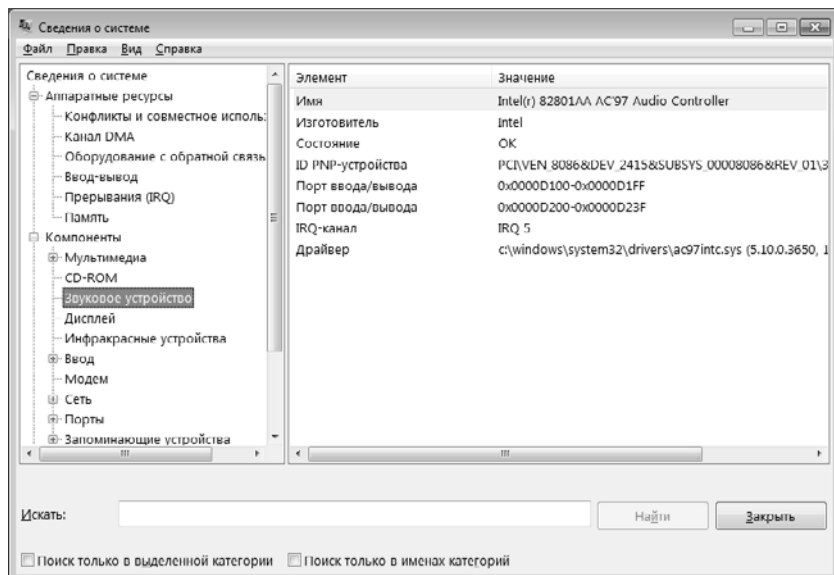 Сведения о системе
Файл Правка Вид Справка
Сведения о системе
Аппаратные ресурсы
Конфликты и совместное исполь
Канал DMA
Оборудование с обратной связь
Ввод-вывод
Прерывания (IRQ)
Память
Компоненты
Мультимедиа
CD-ROM
Звуковое устройство
Дисплей
Инфракрасные устройства
Ввод
Модем
Сеть
Порты
Запоминающие устройства
Элемент Значение
Имя Intel(r) 82801AA AC'97 Audio Controller
Изготовитель Intel
Состояние OK
ID PNP-устройства PCI\VEN_8086&DEV_2415&SUBSYS_00008086&REV_01\3
Порт ввода/вывода 0x0000D100-0x0000D1FF
Порт ввода/вывода 0x0000D200-0x0000D23F
IRQ-канал IRQ 5
Драйвер c:\windows\system32\drivers\ac97intc.sys (5.10.0.3650, 1
Искать: Найти Закрыть
Поиск только в выделенной категории Поиск только в именах категорий